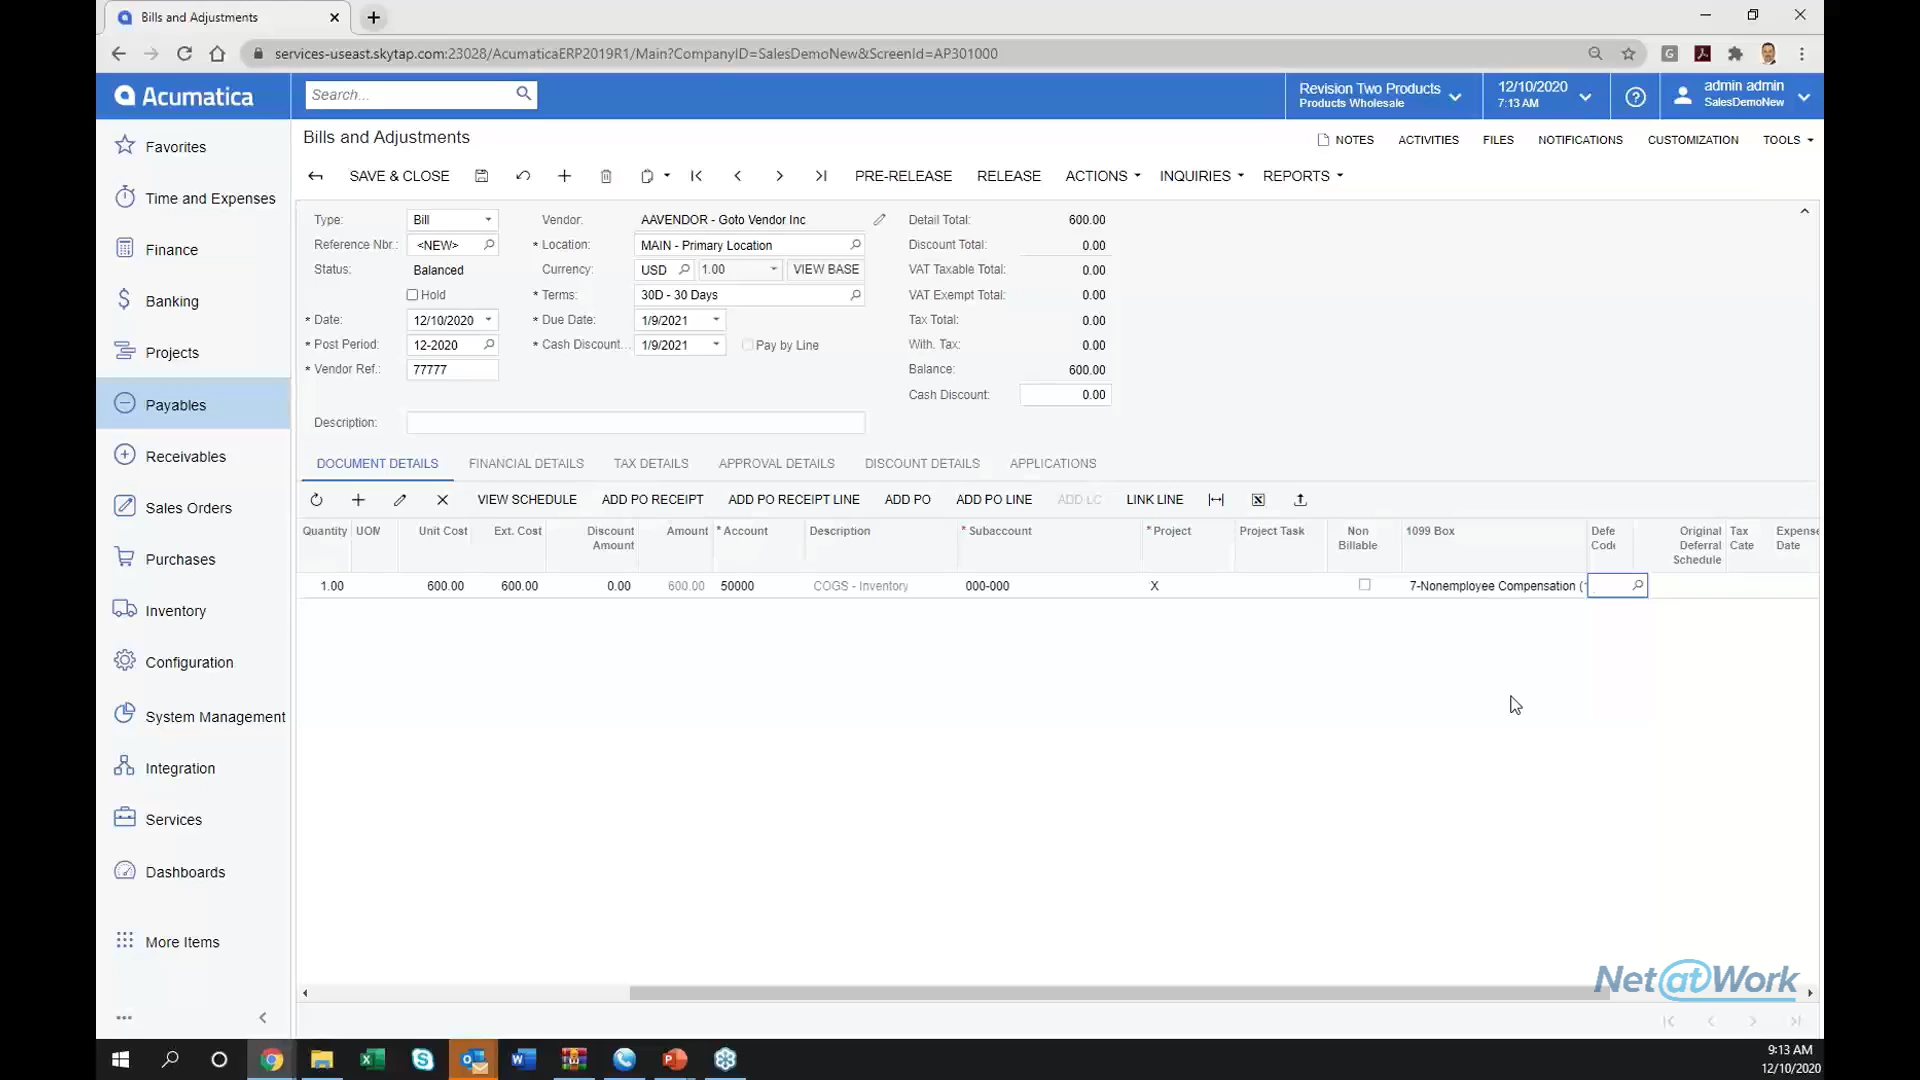 Bills and Adjustments
services-useast.skytap.com:23028/AcumaticaERP2019R1/Main?CompanyID=SalesDemoNew&ScreenId=AP301000
Acumatica
Search...
Revision Two Products
Products Wholesale
12/10/2020
7:13 AM
admin admin
SalesDemoNew
Favorites
Time and Expenses
Finance
Banking
Projects
Payables
Receivables
Sales Orders
Purchases
Inventory
Configuration
System Management
Integration
Services
Dashboards
More Items
Bills and Adjustments
NOTES ACTIVITIES FILES NOTIFICATIONS CUSTOMIZATION TOOLS
SAVE & CLOSE PRE-RELEASE RELEASE ACTIONS INQUIRIES REPORTS
Type: Bill Vendor: AAVENDOR - Goto Vendor Inc Detail Total: 600.00
Reference Nbr.: <NEW> * Location: MAIN - Primary Location Discount Total: 0.00
Status: Balanced Currency: USD 1.00 VIEW BASE VAT Taxable Total: 0.00
Hold * Terms: 30D - 30 Days VAT Exempt Total: 0.00
* Date: 12/10/2020 * Due Date: 1/9/2021 Tax Total: 0.00
* Post Period: 12-2020 * Cash Discount... 1/9/2021 Pay by Line With. Tax: 0.00
* Vendor Ref.: 77777 Balance: 600.00
Cash Discount: 0.00
Description:
DOCUMENT DETAILS FINANCIAL DETAILS TAX DETAILS APPROVAL DETAILS DISCOUNT DETAILS APPLICATIONS
VIEW SCHEDULE ADD PO RECEIPT ADD PO RECEIPT LINE ADD PO ADD PO LINE ADD LC LINK LINE
Quantity UOM Unit Cost Ext. Cost Discount Amount Amount * Account Description * Subaccount * Project Project Task Non Billable 1099 Box Defe Code Original Deferral Schedule Tax Cate Expense Date
1.00 600.00 600.00 0.00 600.00 50000 COGS - Inventory 000-000 X 7-Nonemployee Compensation (
Net@Work
9:13 AM
12/10/2020